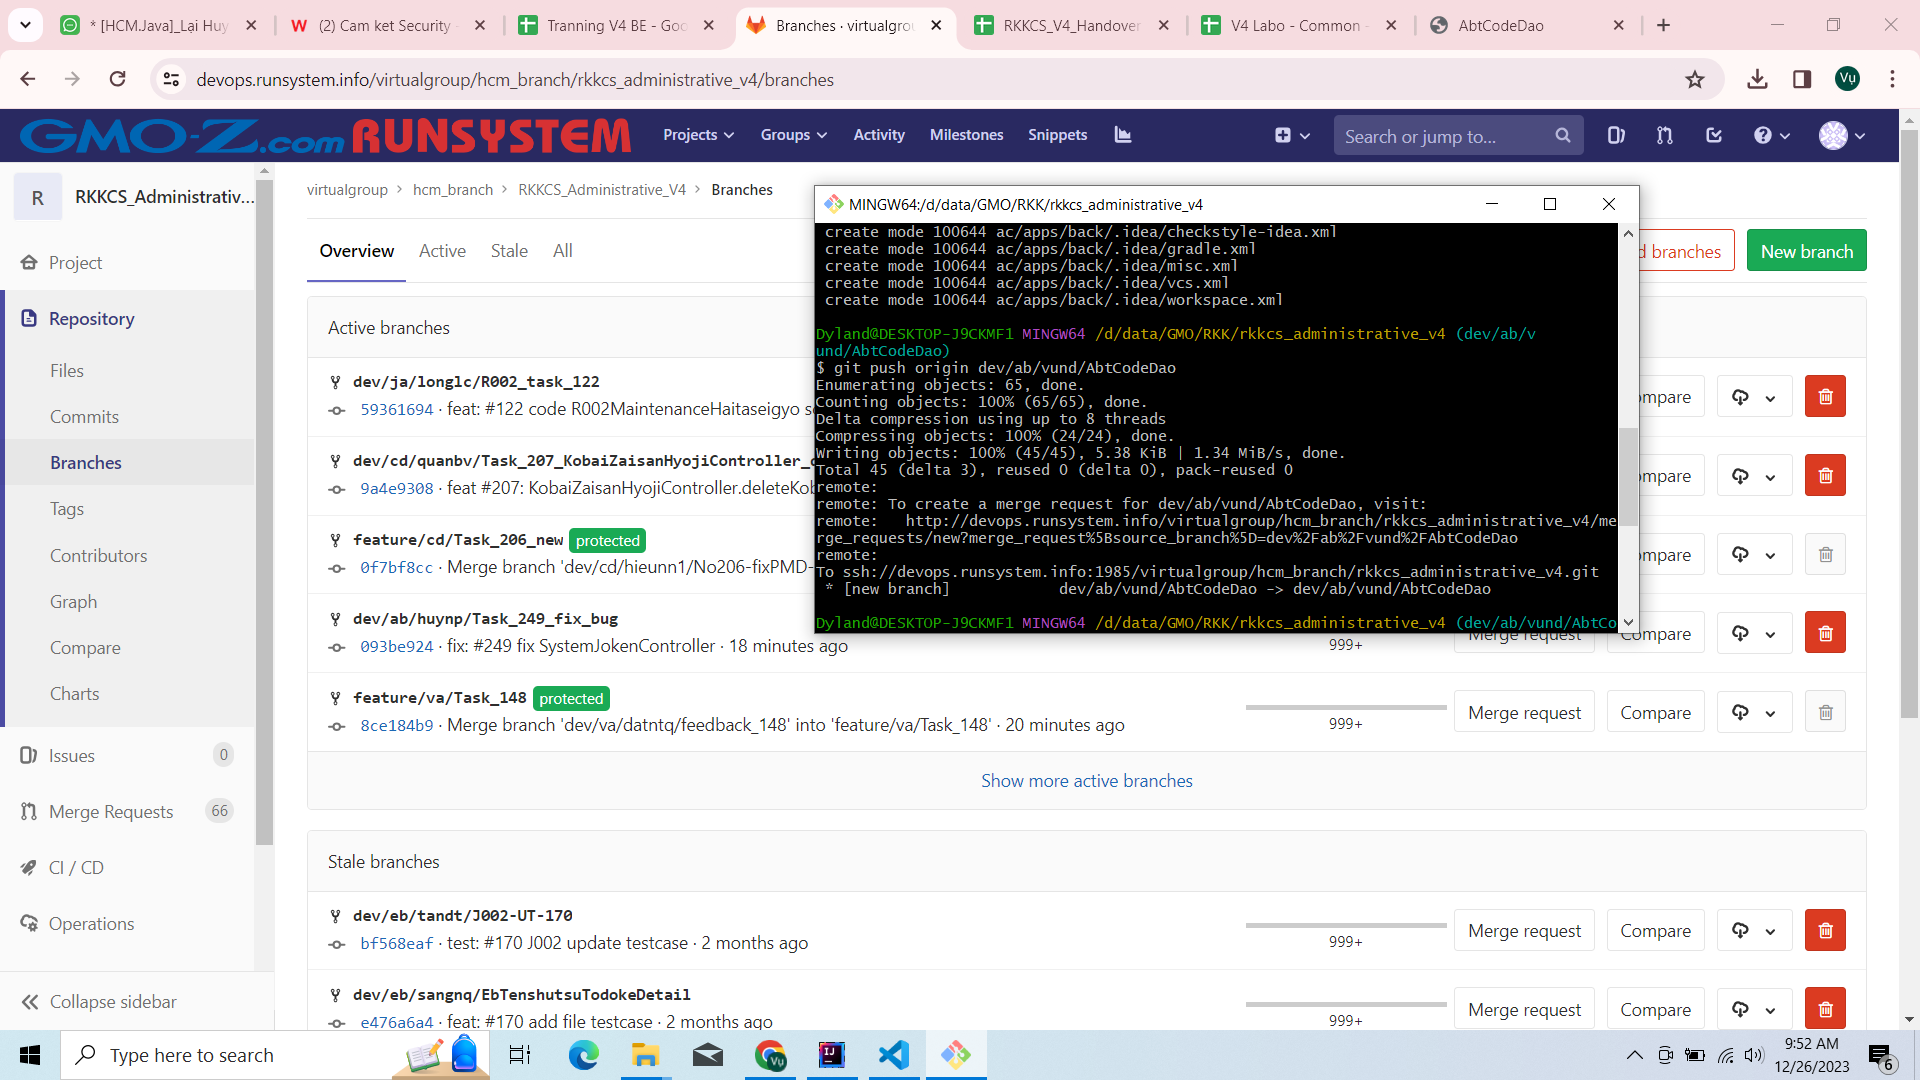 * [HCM.Java]_Lại Huy
(2) Cam ket Security -
Tranning V4 BE - Goo
Branches · virtualgrou
RKKCS_V4_Handover
V4 Labo - Common -
AbtCodeDao
devops.runsystem.info/virtualgroup/hcm_branch/rkkcs_administrative_v4/branches
Vụ
GMO-Z.com RUNSYSTEM
Projects
Groups
Activity
Milestones
Snippets
Search or jump to...
R
RKKCS_Administrativ...
Project
Repository
Files
Commits
Branches
Tags
Contributors
Graph
Compare
Charts
Issues
0
Merge Requests
66
CI / CD
Operations
Collapse sidebar
virtualgroup > hcm_branch > RKKCS_Administrative_V4 > Branches
Overview
Active
Stale
All
d branches
New branch
Active branches
dev/ja/longlc/R002_task_122
59361694 · feat: #122 code R002MaintenanceHaitaseigyo s
ompare
dev/cd/quanbv/Task_207_KobaiZaisanHyojiController_
9a4e9308 · feat #207: KobaiZaisanHyojiController.deleteKob
ompare
feature/cd/Task_206_new protected
0f7bf8cc · Merge branch 'dev/cd/hieunn1/No206-fixPMD-
ompare
dev/ab/huynp/Task_249_fix_bug
093be924 · fix: #249 fix SystemJokenController · 18 minutes ago
999+
Merge request
Compare
feature/va/Task_148 protected
8ce184b9 · Merge branch 'dev/va/datntq/feedback_148' into 'feature/va/Task_148' · 20 minutes ago
999+
Merge request
Compare
Show more active branches
Stale branches
dev/eb/tandt/J002-UT-170
bf568eaf · test: #170 J002 update testcase · 2 months ago
999+
Merge request
Compare
dev/eb/sangnq/EbTenshutsuTodokeDetail
e476a6a4 · feat: #170 add file testcase · 2 months ago
999+
Merge request
Compare
MINGW64:/d/data/GMO/RKK/rkkcs_administrative_v4
create mode 100644 ac/apps/back/.idea/checkstyle-idea.xml
create mode 100644 ac/apps/back/.idea/gradle.xml
create mode 100644 ac/apps/back/.idea/misc.xml
create mode 100644 ac/apps/back/.idea/vcs.xml
create mode 100644 ac/apps/back/.idea/workspace.xml
Dyland@DESKTOP-J9CKMF1 MINGW64 /d/data/GMO/RKK/rkkcs_administrative_v4 (dev/ab/v
und/AbtCodeDao)
$ git push origin dev/ab/vund/AbtCodeDao
Enumerating objects: 65, done.
Counting objects: 100% (65/65), done.
Delta compression using up to 8 threads
Compressing objects: 100% (24/24), done.
Writing objects: 100% (45/45), 5.38 KiB | 1.34 MiB/s, done.
Total 45 (delta 3), reused 0 (delta 0), pack-reused 0
remote:
remote: To create a merge request for dev/ab/vund/AbtCodeDao, visit:
remote:   http://devops.runsystem.info/virtualgroup/hcm_branch/rkkcs_administrative_v4/me
rge_requests/new?merge_request%5Bsource_branch%5D=dev%2Fab%2Fvund%2FAbtCodeDao
remote:
To ssh://devops.runsystem.info:1985/virtualgroup/hcm_branch/rkkcs_administrative_v4.git
* [new branch]            dev/ab/vund/AbtCodeDao -> dev/ab/vund/AbtCodeDao
Dyland@DESKTOP-J9CKMF1 MINGW64 /d/data/GMO/RKK/rkkcs_administrative_v4 (dev/ab/vund/AbtCo
Type here to search
9:52 AM
12/26/2023
6